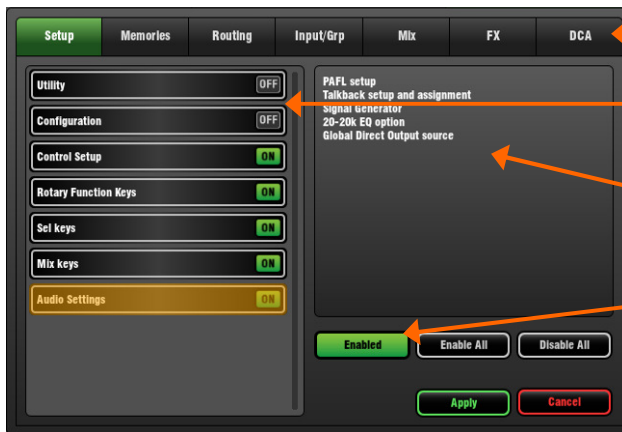 Setup Memories Routing Input/Grp Mix FX DCA
Utility OFF
Configuration OFF
Control Setup ON
Rotary Function Keys ON
Sel keys ON
Mix keys ON
Audio Settings ON
PAFL setup
Talkback setup and assignment
Signal Generator
20-20k EQ option
Global Direct Output source
Enabled Enable All Disable All
Apply Cancel